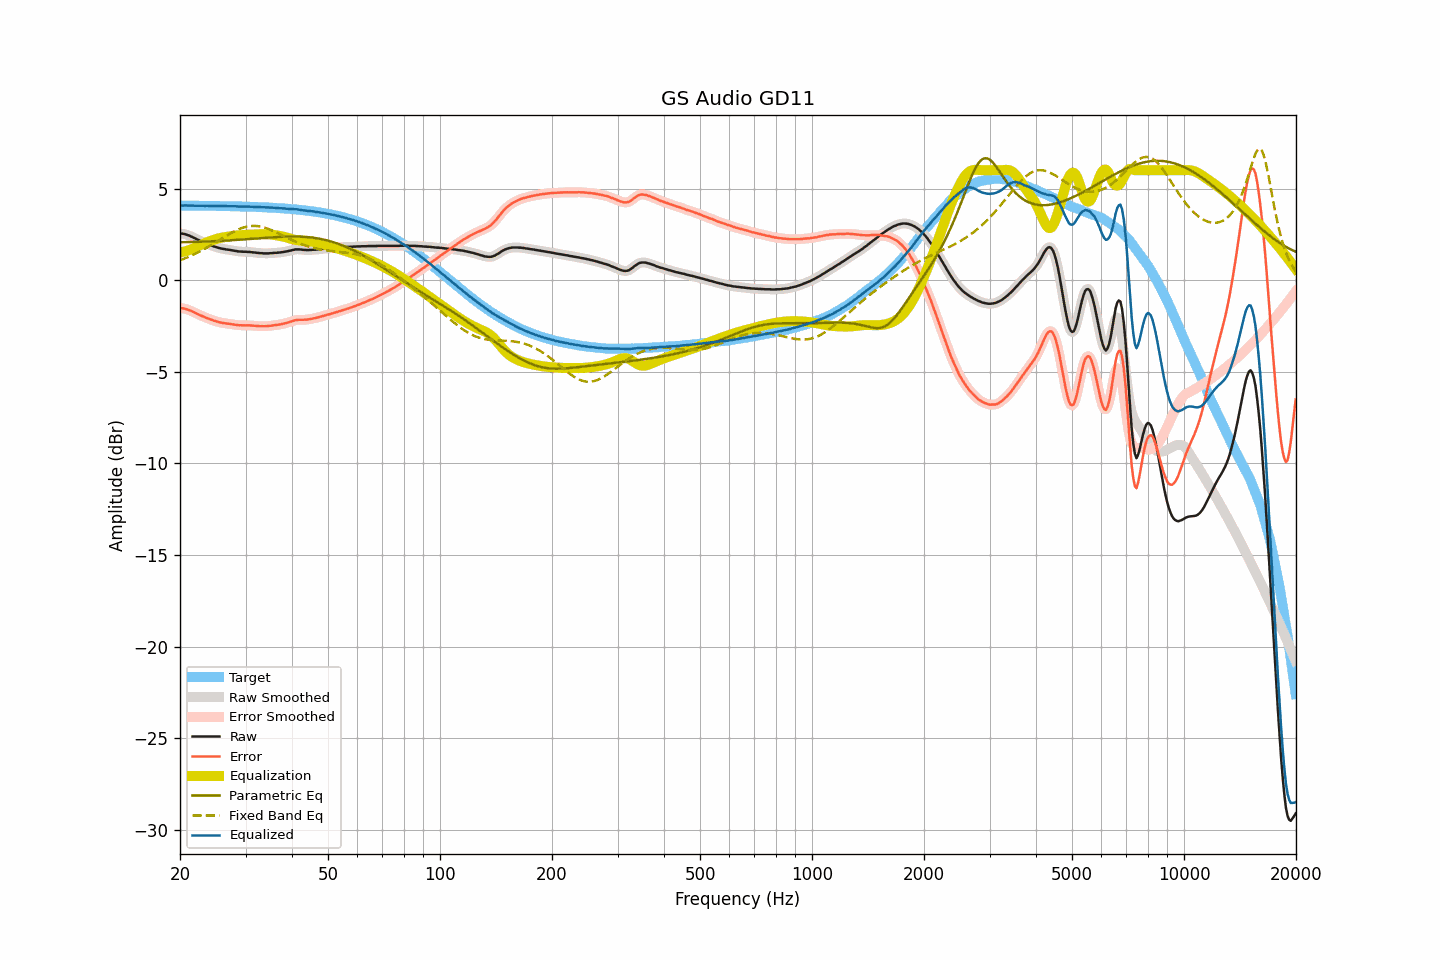 GS Audio GD11
Amplitude (dBr)
5
0
−5
−10
−15
−20
−25
−30
Target
Raw Smoothed
Error Smoothed
Raw
Error
Equalization
Parametric Eq
Fixed Band Eq
Equalized
20 50 100 200 500 1000 2000 5000 10000 20000
Frequency (Hz)